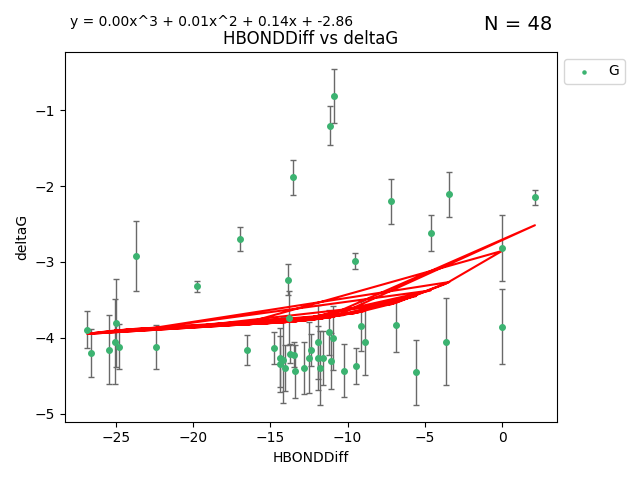 y = 0.00x^3 + 0.01x^2 + 0.14x + -2.86
N = 48
HBONDDiff vs deltaG
G
deltaG
−1
−2
−3
−4
−5
−25
−20
−15
−10
−5
0
HBONDDiff